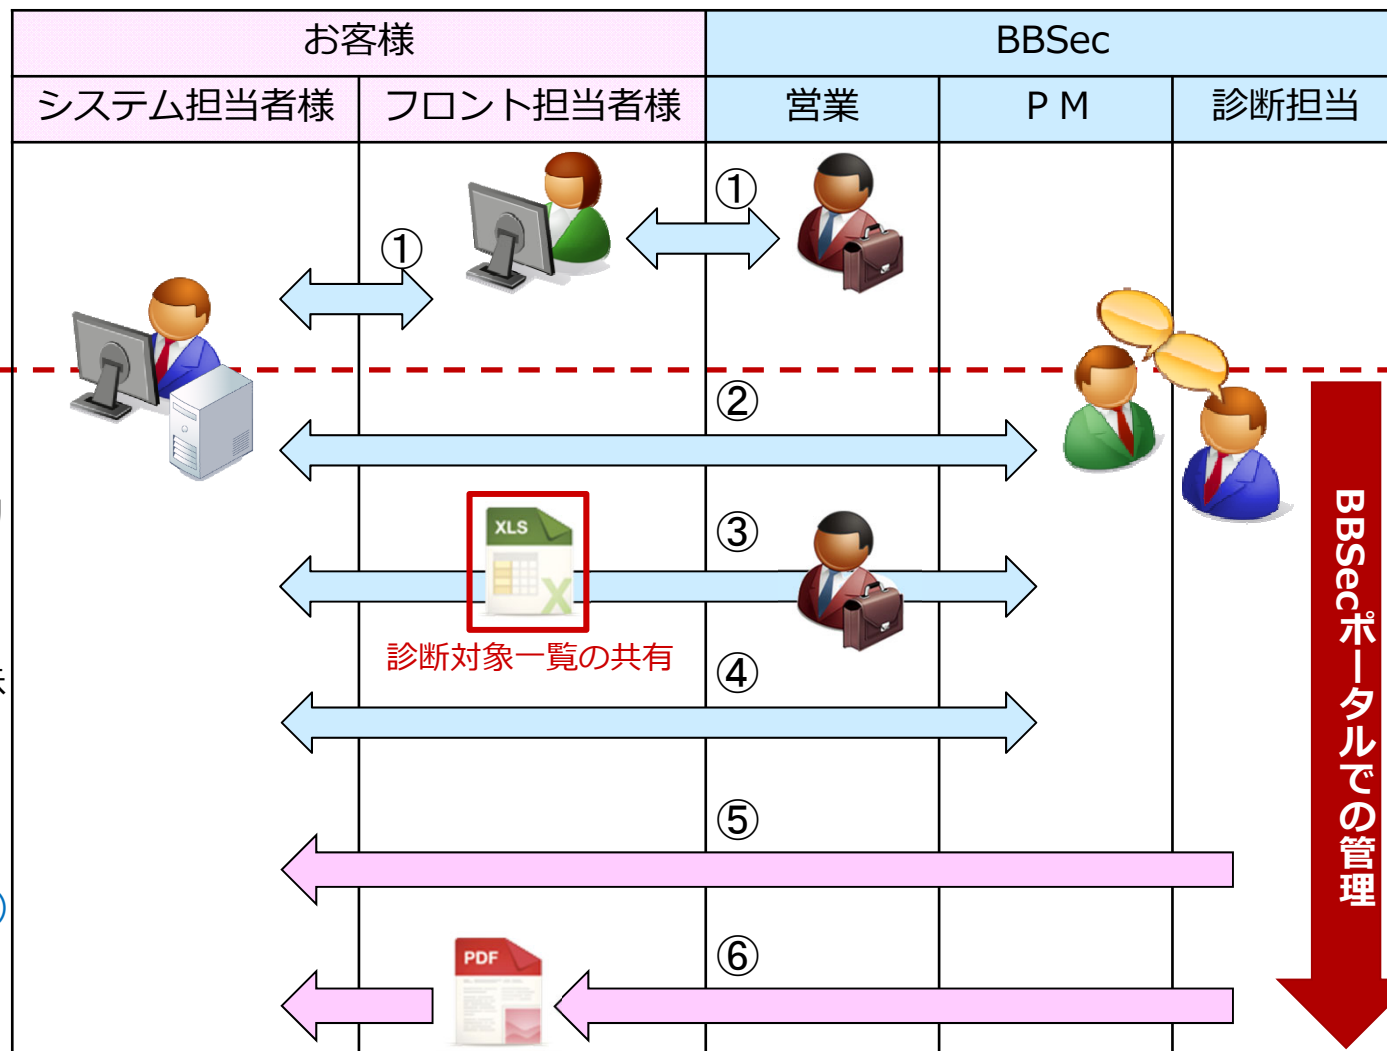 お客様
BBSec
システム担当者様
フロント担当者様
営業
ＰＭ
診断担当
①
①
②
XLS
③
診断対象一覧の共有
④
⑤
PDF
⑥
BBSecポータルでの管理